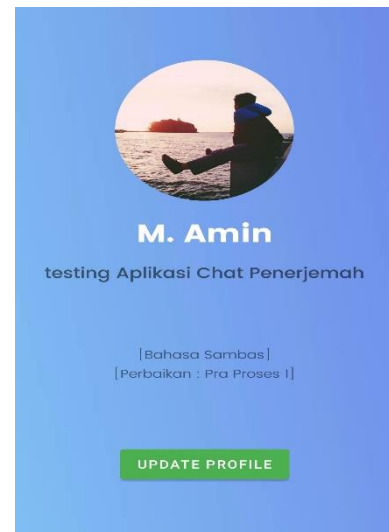 M. Amin
testing Aplikasi Chat Penerjemah
[Bahasa Sambas]
[Perbaikan : Pra Proses 1]
UPDATE PROFILE